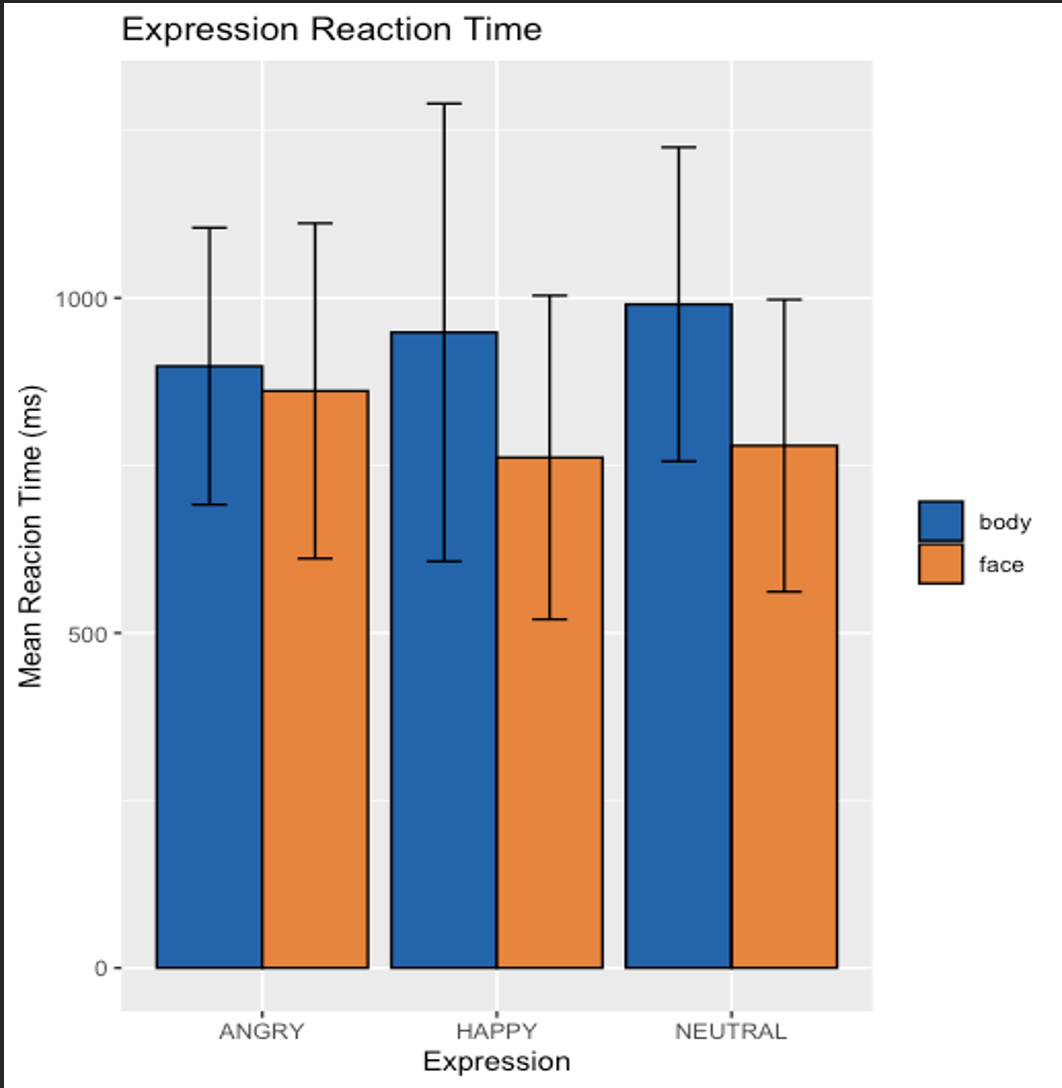 Expression Reaction Time
Mean Reacion Time (ms)
1000
500
0
ANGRY
HAPPY
NEUTRAL
Expression
body
face